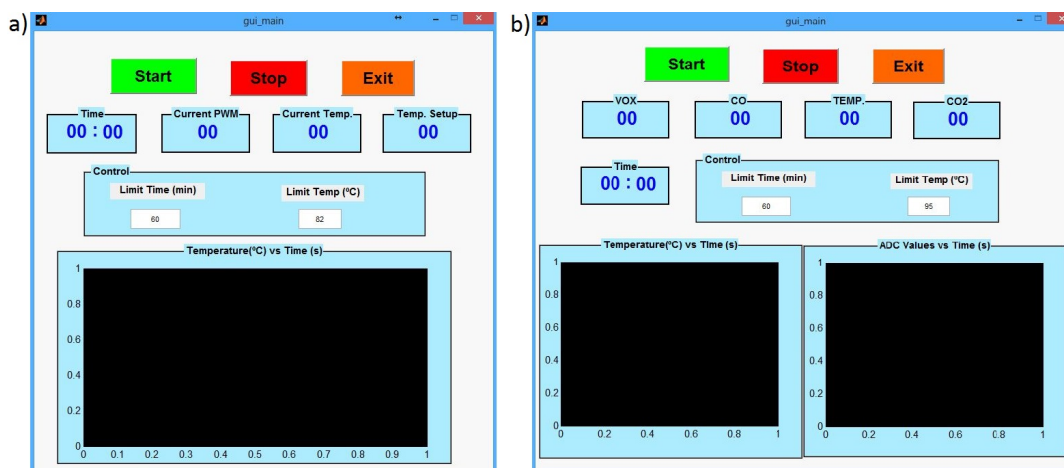 a)
gui_main
Start Stop Exit
Time Current PWM Current Temp. Temp. Setup
00 : 00 00 00 00
Control
Limit Time (min) Limit Temp (ºC)
60 82
Temperature(ºC) vs Time (s)
1
0.8
0.6
0.4
0.2
0
0 0.1 0.2 0.3 0.4 0.5 0.6 0.7 0.8 0.9 1
b)
gui_main
Start Stop Exit
VOX CO TEMP. CO2
00 00 00 00
Time
00 : 00
Control
Limit Time (min) Limit Temp (ºC)
60 95
Temperature(ºC) vs TIme (s)
1
0.8
0.6
0.4
0.2
0
0 0.2 0.4 0.6 0.8 1
ADC Values vs Time (s)
1
0.8
0.6
0.4
0.2
0
0 0.2 0.4 0.6 0.8 1